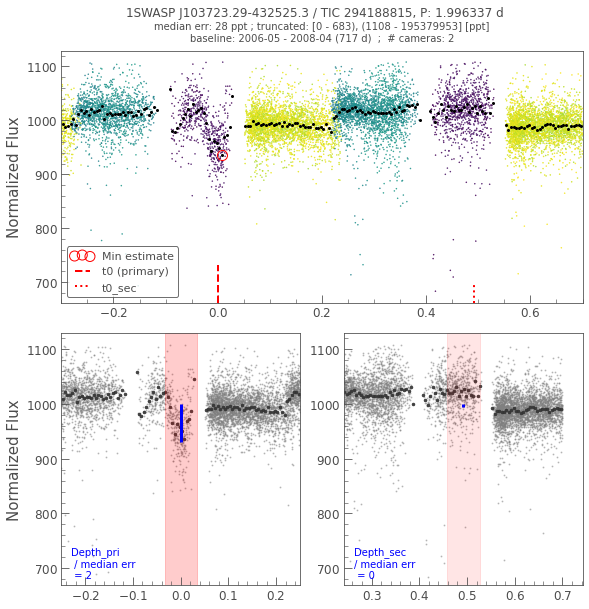 1SWASP J103723.29-432525.3 / TIC 294188815, P: 1.996337 d
median err: 28 ppt ; truncated: [0 - 683), (1108 - 195379953] [ppt]
baseline: 2006-05 - 2008-04 (717 d) ; # cameras: 2
Normalized Flux
1100
1000
900
800
700
Min estimate
t0 (primary)
t0_sec
−0.2
0.0
0.2
0.4
0.6
Normalized Flux
1100
1000
900
800
700
Depth_pri
/ median err
= 2
−0.2
−0.1
0.0
0.1
0.2
1100
1000
900
800
700
Depth_sec
/ median err
= 0
0.3
0.4
0.5
0.6
0.7